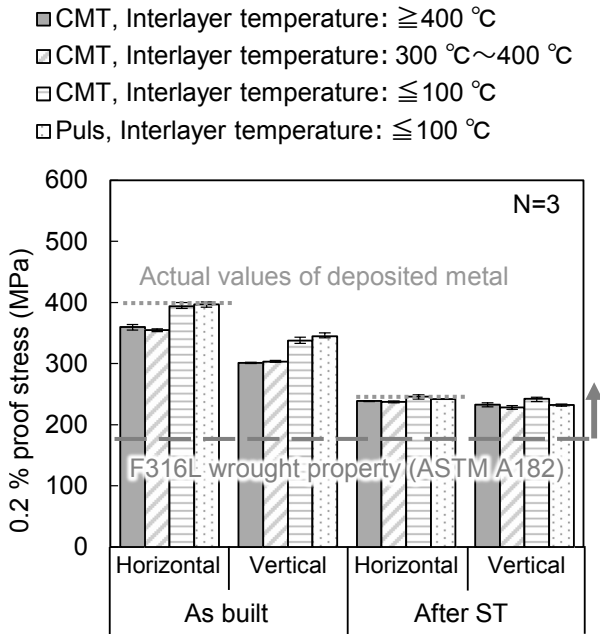 CMT, Interlayer temperature: ≧400 ℃
CMT, Interlayer temperature: 300 ℃～400 ℃
CMT, Interlayer temperature: ≦100 ℃
Puls, Interlayer temperature: ≦100 ℃
600
500
400
300
200
100
0
0.2 % proof stress (MPa)
N=3
Actual values of deposited metal
F316L wrought property (ASTM A182)
Horizontal Vertical Horizontal Vertical
As built After ST